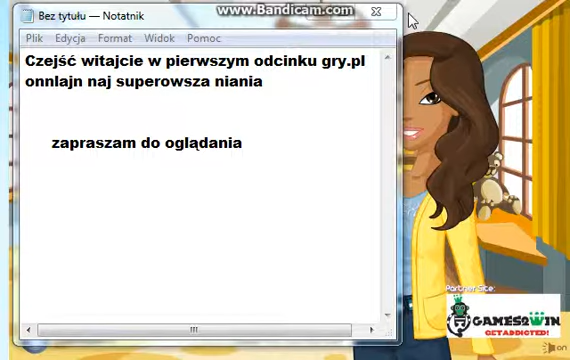 www.Bandicam.com
Bez tytułu — Notatnik
Plik Edycja Format Widok Pomoc
Czejść witajcie w pierwszym odcinku gry.pl
onnlajn naj superowsza niania
zapraszam do oglądania
Partner Site:
GAMES2WIN
GET ADDICTED!
on